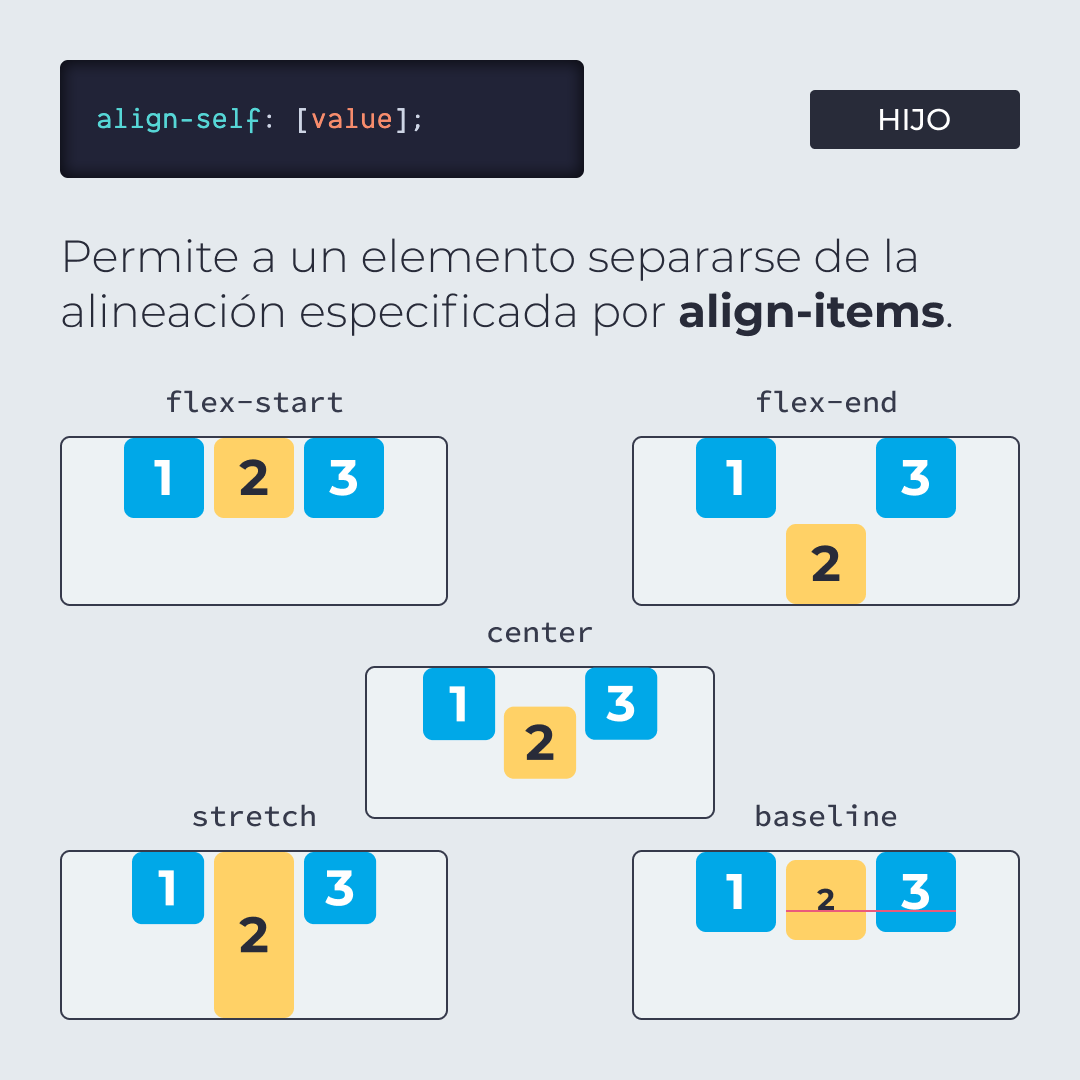 align-self: [value];
HIJO
Permite a un elemento separarse de la
alineación especificada por align-items.
flex-start
1 2 3
flex-end
1 3
2
center
1 3
2
stretch
1 3
2
baseline
1 2 3